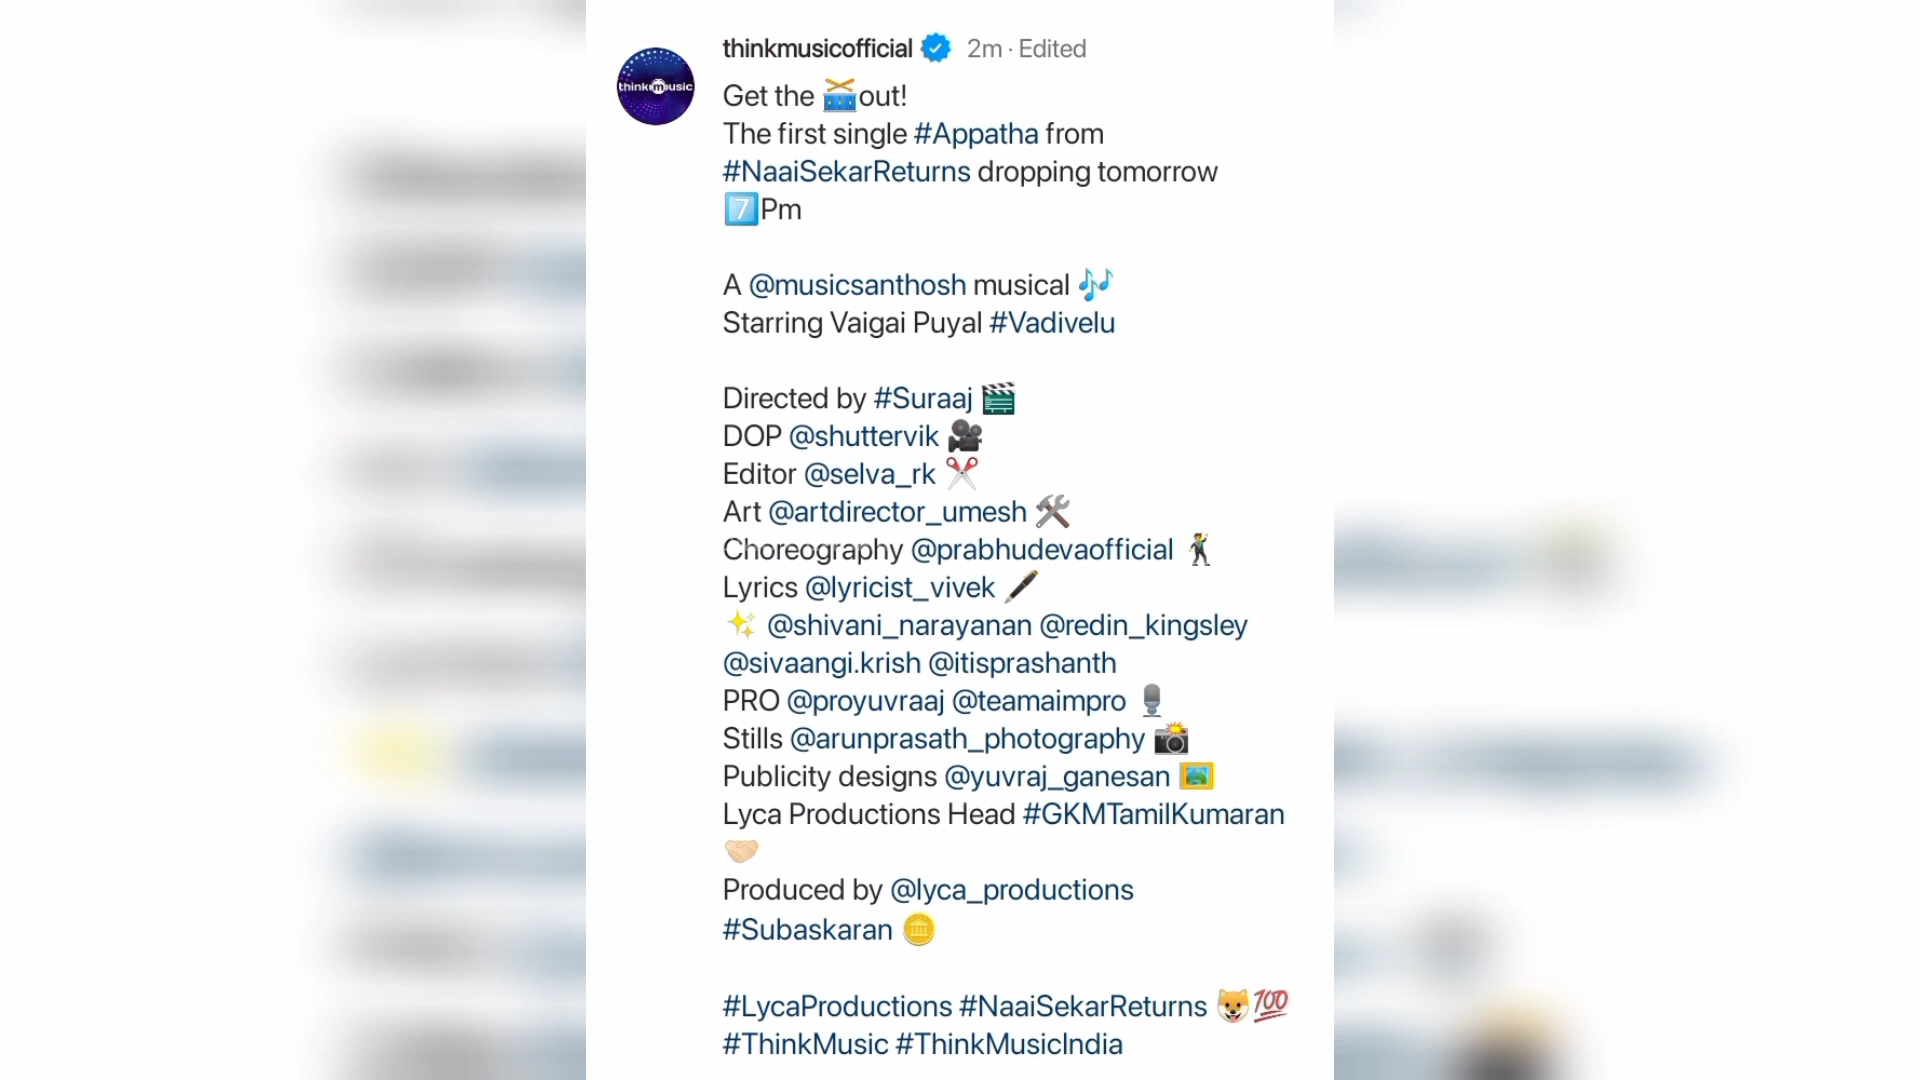 think music
thinkmusicofficial 2m · Edited
Get the 🥁out!
The first single #Appatha from
#NaaiSekarReturns dropping tomorrow
7️⃣Pm
A @musicsanthosh musical 🎶
Starring Vaigai Puyal #Vadivelu
Directed by #Suraaj 🎬
DOP @shuttervik 🎥
Editor @selva_rk ✂️
Art @artdirector_umesh 🛠️
Choreography @prabhudevaofficial 🕺
Lyrics @lyricist_vivek 🖋️
✨ @shivani_narayanan @redin_kingsley
@sivaangi.krish @itisprashanth
PRO @proyuvraaj @teamaimpro 🎙️
Stills @arunprasath_photography 📸
Publicity designs @yuvraj_ganesan 🖼️
Lyca Productions Head #GKMTamilKumaran
🤝🏻
Produced by @lyca_productions
#Subaskaran 🪙
#LycaProductions #NaaiSekarReturns 🐶💯
#ThinkMusic #ThinkMusicIndia